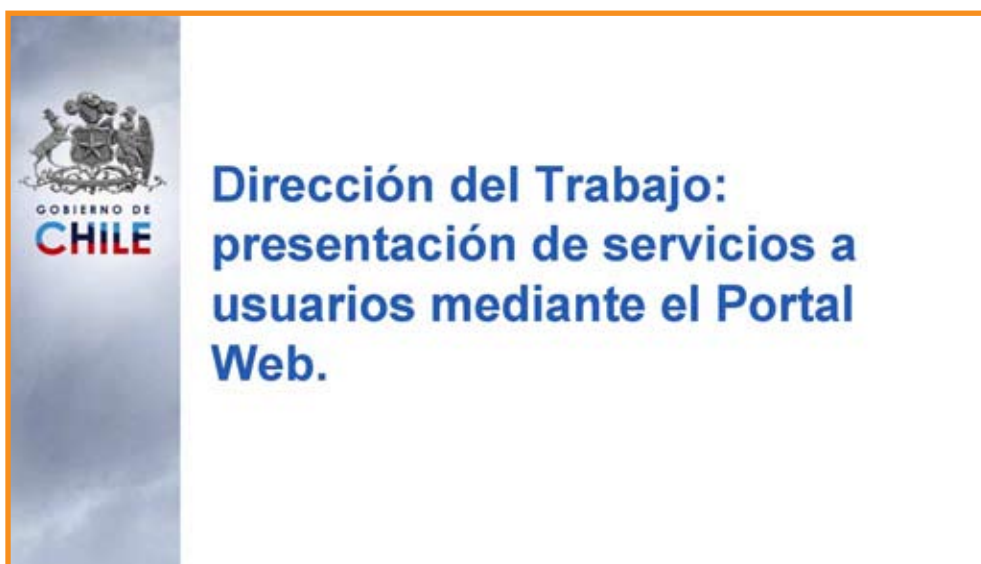 GOBIERNO DE
CHILE
Dirección del Trabajo:
presentación de servicios a
usuarios mediante el Portal
Web.